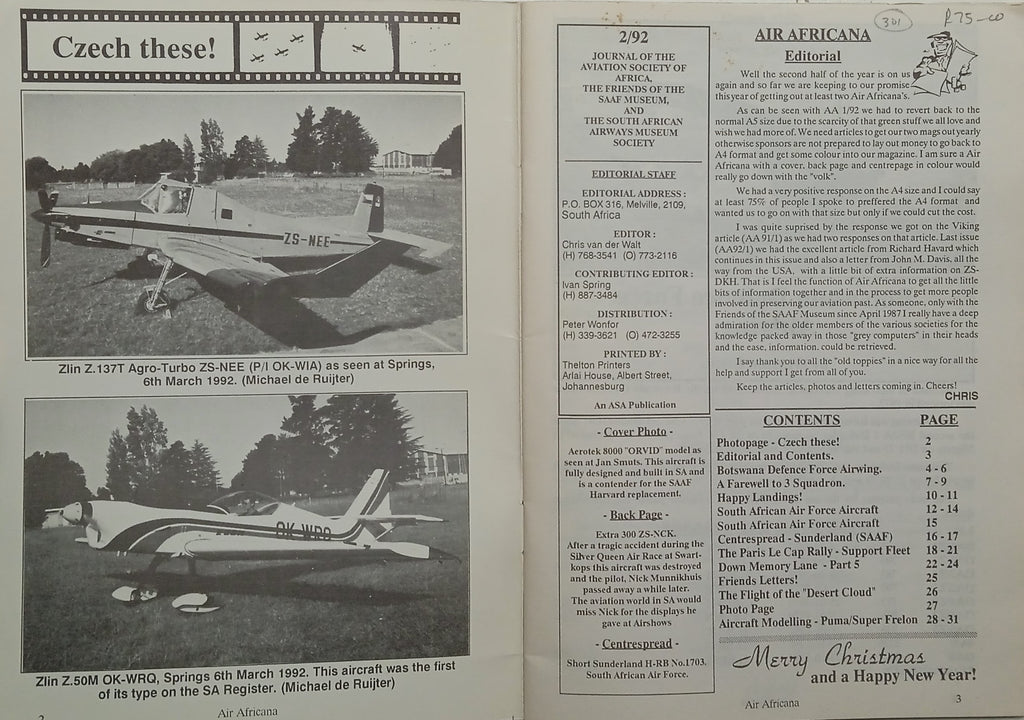 Czech these!
ZS-NEE
Zlin Z.137T Agro-Turbo ZS-NEE (P/I OK-WIA) as seen at Springs,
6th March 1992. (Michael de Ruijter)
OK-WRQ
Zlin Z.50M OK-WRQ, Springs 6th March 1992. This aircraft was the first
of its type on the SA Register. (Michael de Ruijter)
2
Air Africana
2/92
JOURNAL OF THE
AVIATION SOCIETY OF
AFRICA,
THE FRIENDS OF THE
SAAF MUSEUM,
AND
THE SOUTH AFRICAN
AIRWAYS MUSEUM
SOCIETY
EDITORIAL STAFF
EDITORIAL ADDRESS :
P.O. BOX 316, Melville, 2109,
South Africa
EDITOR :
Chris van der Walt
(H) 768-3541 (O) 773-2116
CONTRIBUTING EDITOR :
Ivan Spring
(H) 887-3484
DISTRIBUTION :
Peter Wonfor
(H) 339-3621 (O) 472-3255
PRINTED BY :
Thelton Printers
Arlai House, Albert Street,
Johannesburg
An ASA Publication
- Cover Photo -
Aerotek 8000 "ORVID" model as
seen at Jan Smuts. This aircraft is
fully designed and built in SA and
is a contender for the SAAF
Harvard replacement.
- Back Page -
Extra 300 ZS-NCK.
After a tragic accident during the
Silver Queen Air Race at Swart-
kops this aircraft was destroyed
and the pilot, Nick Munnikhuis
passed away a while later.
The aviation world in SA would
miss Nick for the displays he
gave at Airshows
- Centrespread -
Short Sunderland H-RB No.1703.
South African Air Force.
301
R75-00
AIR AFRICANA
Editorial
Well the second half of the year is on us
again and so far we are keeping to our promise
this year of getting out at least two Air Africana's.
As can be seen with AA 1/92 we had to revert back to the
normal A5 size due to the scarcity of that green stuff we all love and
wish we had more of. We need articles to get our two mags out yearly
otherwise sponsors are not prepared to lay out money to go back to
A4 format and get some colour into our magazine. I am sure a Air
Africana with a cover, back page and centrepage in colour would
really go down with the "volk".
We had a very positive response on the A4 size and I could say
at least 75% of people I spoke to preffered the A4 format and
wanted us to go on with that size but only if we could cut the cost.
I was quite suprised by the response we got on the Viking
article (AA 91/1) as we had two responses on that article. Last issue
(AA92/1) we had the excellent article from Richard Havard which
continues in this issue and also a letter from John M. Davis, all the
way from the USA, with a little bit of extra information on ZS-
DKH. That is I feel the function of Air Africana to get all the little
bits of information together and in the process to get more people
involved in preserving our aviation past. As someone, only with the
Friends of the SAAF Museum since April 1987 I really have a deep
admiration for the older members of the various societies for the
knowledge packed away in those "grey computers" in their heads
and the ease, information, could be retrieved.
I say thank you to all the "old toppies" in a nice way for all the
help and support I get from all of you.
Keep the articles, photos and letters coming in. Cheers!
CHRIS
CONTENTS PAGE
Photopage - Czech these! 2
Editorial and Contents. 3
Botswana Defence Force Airwing. 4 - 6
A Farewell to 3 Squadron. 7 - 9
Happy Landings! 10 - 11
South African Air Force Aircraft 12 - 14
South African Air Force Aircraft 15
Centrespread - Sunderland (SAAF) 16 - 17
The Paris Le Cap Rally - Support Fleet 18 - 21
Down Memory Lane - Part 5 22 - 24
Friends Letters! 25
The Flight of the "Desert Cloud" 26
Photo Page 27
Aircraft Modelling - Puma/Super Frelon 28 - 31
Merry Christmas
and a Happy New Year!
Air Africana
3